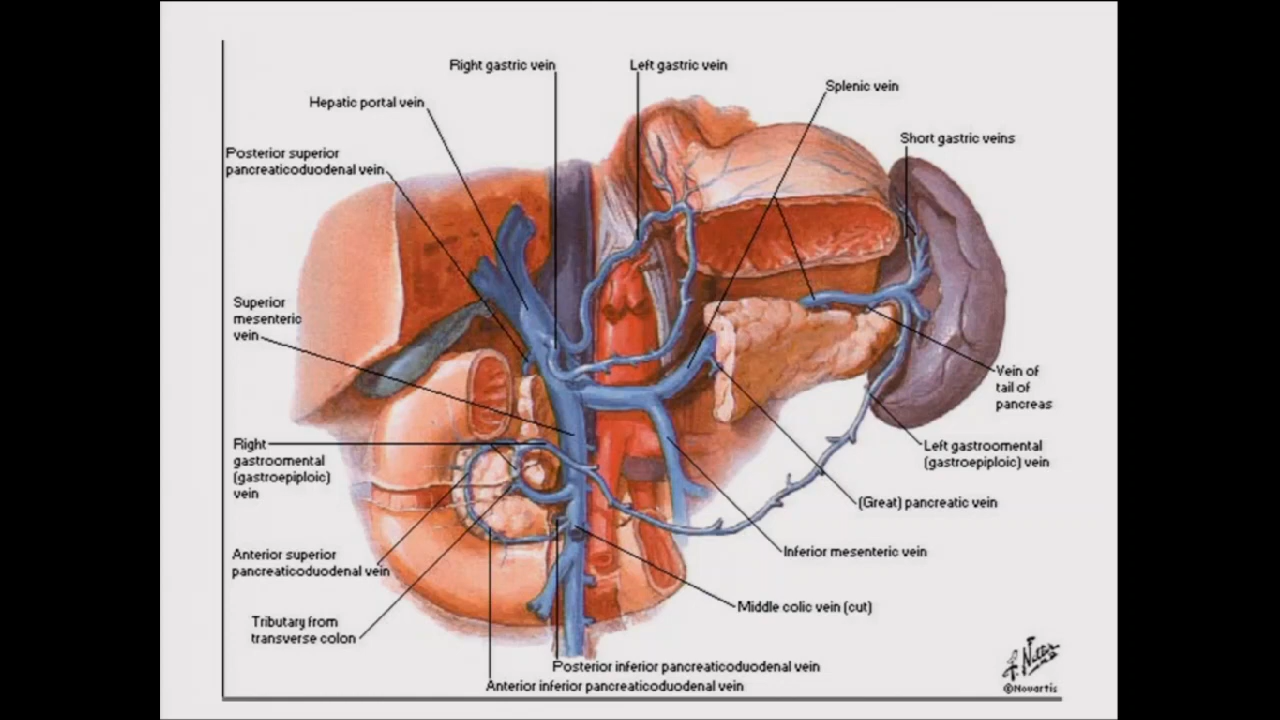 Right gastric vein
Left gastric vein
Splenic vein
Hepatic portal vein
Short gastric veins
Posterior superior
pancreaticoduodenal vein
Superior
mesenteric
vein
Vein of
tail of
pancreas
Right
gastroomental
(gastroepiploic)
vein
Left gastroomental
(gastroepiploic) vein
(Great) pancreatic vein
Inferior mesenteric vein
Anterior superior
pancreaticoduodenal vein
Middle colic vein (cut)
Tributary from
transverse colon
Posterior inferior pancreaticoduodenal vein
Anterior inferior pancreaticoduodenal vein
F. Netter
©Novartis